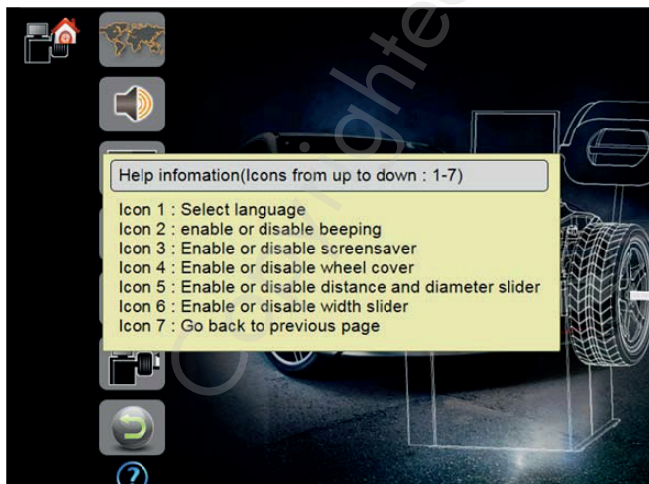 Help infomation(Icons from up to down : 1-7)
Icon 1 : Select language
Icon 2 : enable or disable beeping
Icon 3 : Enable or disable screensaver
Icon 4 : Enable or disable wheel cover
Icon 5 : Enable or disable distance and diameter slider
Icon 6 : Enable or disable width slider
Icon 7 : Go back to previous page
?